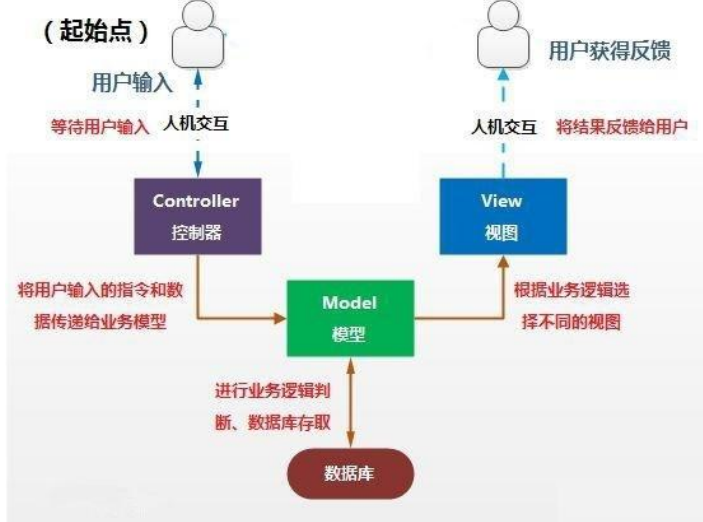 （起始点）
用户输入
等待用户输入
人机交互
用户获得反馈
人机交互
将结果反馈给用户
Controller
控制器
View
视图
将用户输入的指令和数
据传递给业务模型
Model
模型
根据业务逻辑选
择不同的视图
进行业务逻辑判
断、数据库存取
数据库